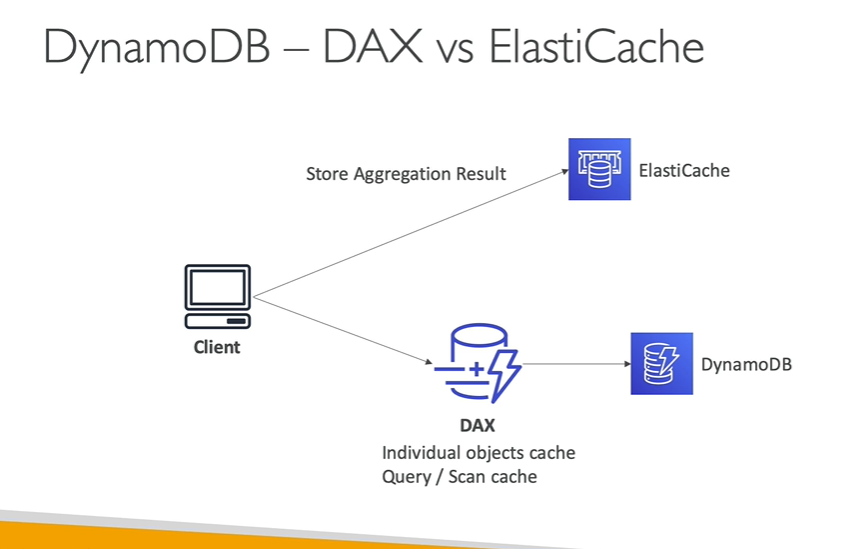 DynamoDB – DAX vs ElastiCache
Store Aggregation Result
ElastiCache
Client
DynamoDB
DAX
Individual objects cache
Query / Scan cache